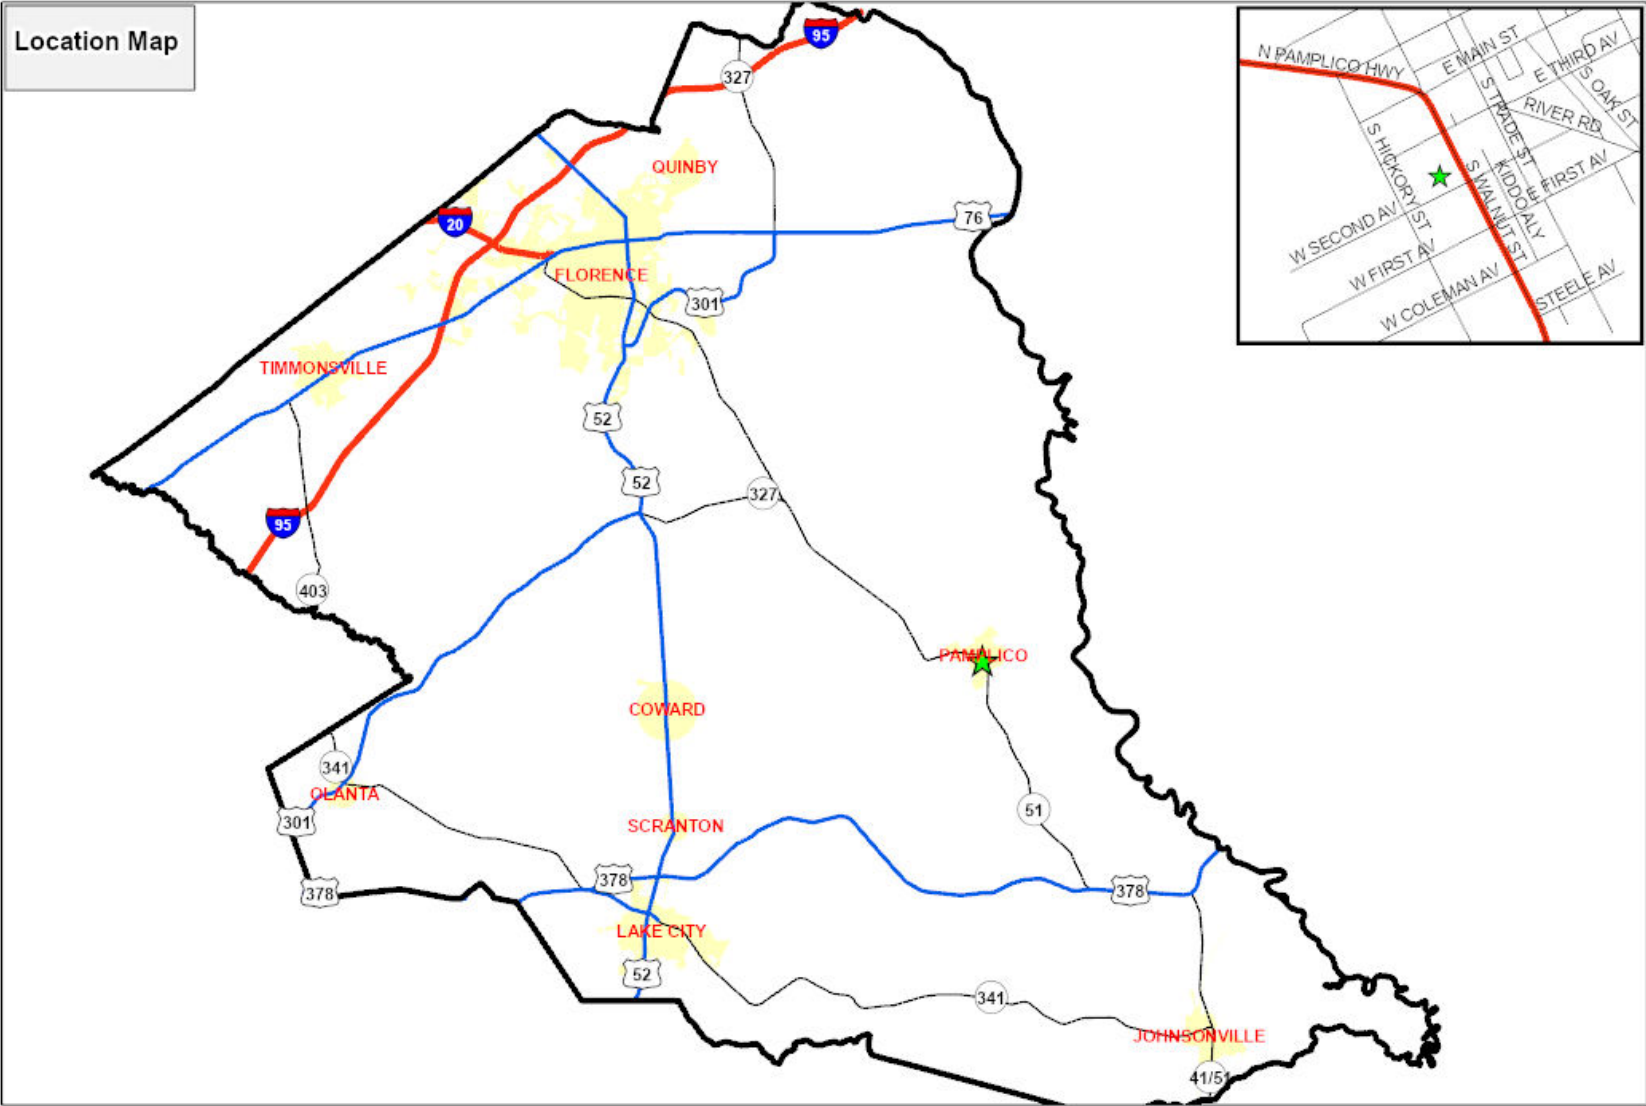 Location Map
95
327
N PAMPLICO HWY
E MAIN ST
E THIRD AV
S OAK ST
S TRADE ST
RIVER RD
S HICKORY ST
S WALNUT ST
KIDDO ALY
E FIRST AV
W SECOND AV
W FIRST AV
W COLEMAN AV
STEELE AV
QUINBY
20
76
FLORENCE
301
TIMMONSVILLE
52
52
327
95
403
PAMPLICO
COWARD
341
OLANTA
301
51
SCRANTON
378
378
378
LAKE CITY
52
341
JOHNSONVILLE
41/51